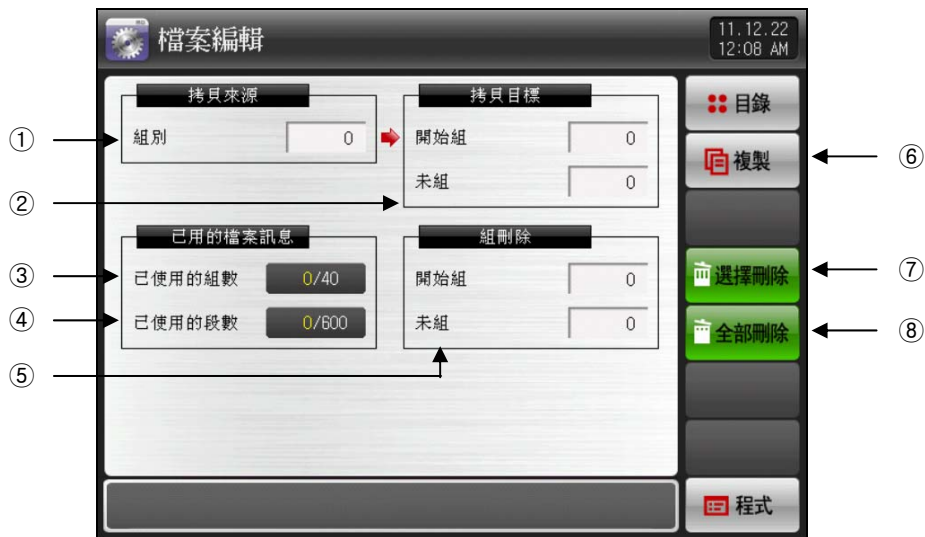 檔案編輯
11.12.22
12:08 AM
拷貝來源
組別 0
拷貝目標
開始組 0
未組 0
已用的檔案訊息
已使用的組數 0/40
已使用的段數 0/600
組刪除
開始組 0
未組 0
目錄
複製
選擇刪除
全部刪除
程式
①
②
③
④
⑤
⑥
⑦
⑧